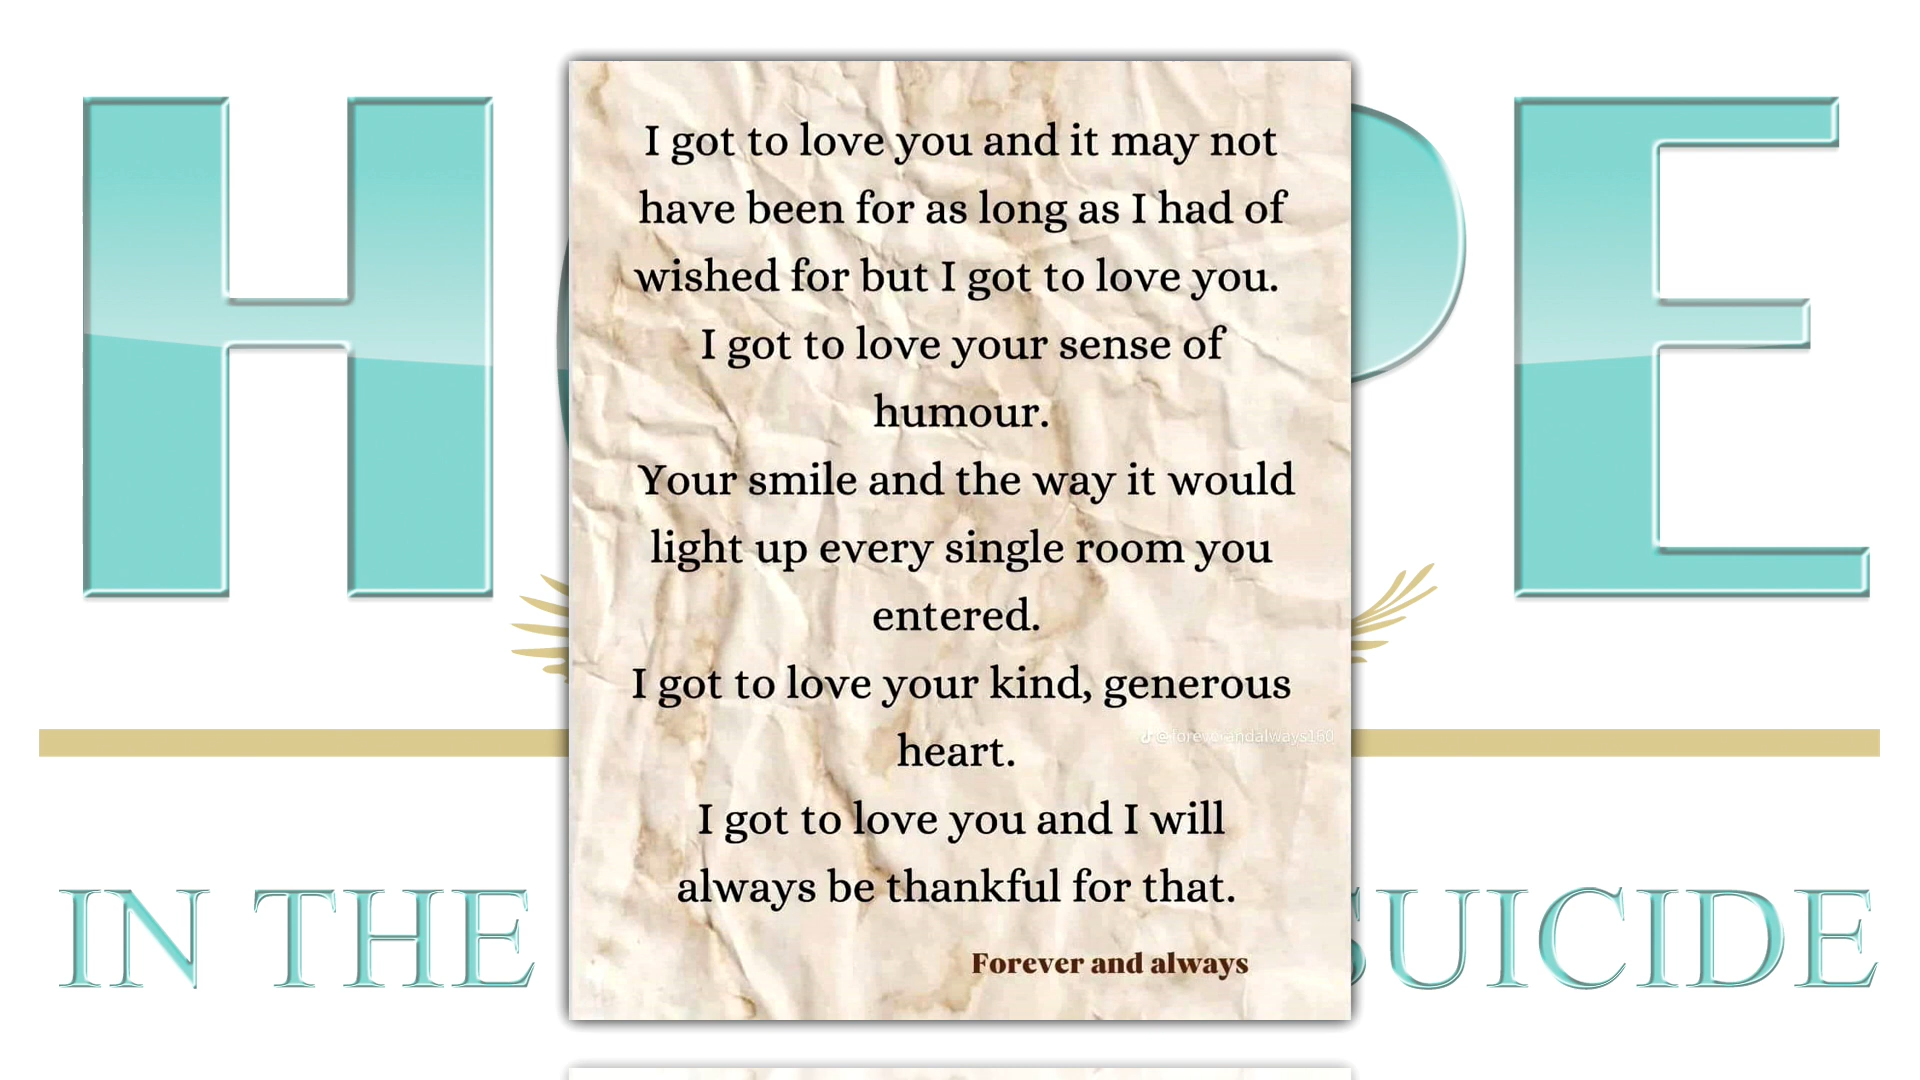 HOPE
I got to love you and it may not
have been for as long as I had of
wished for but I got to love you.
I got to love your sense of
humour.
Your smile and the way it would
light up every single room you
entered.
I got to love your kind, generous
heart.
@foreverandalways160
I got to love you and I will
always be thankful for that.
Forever and always
IN THE SUICIDE